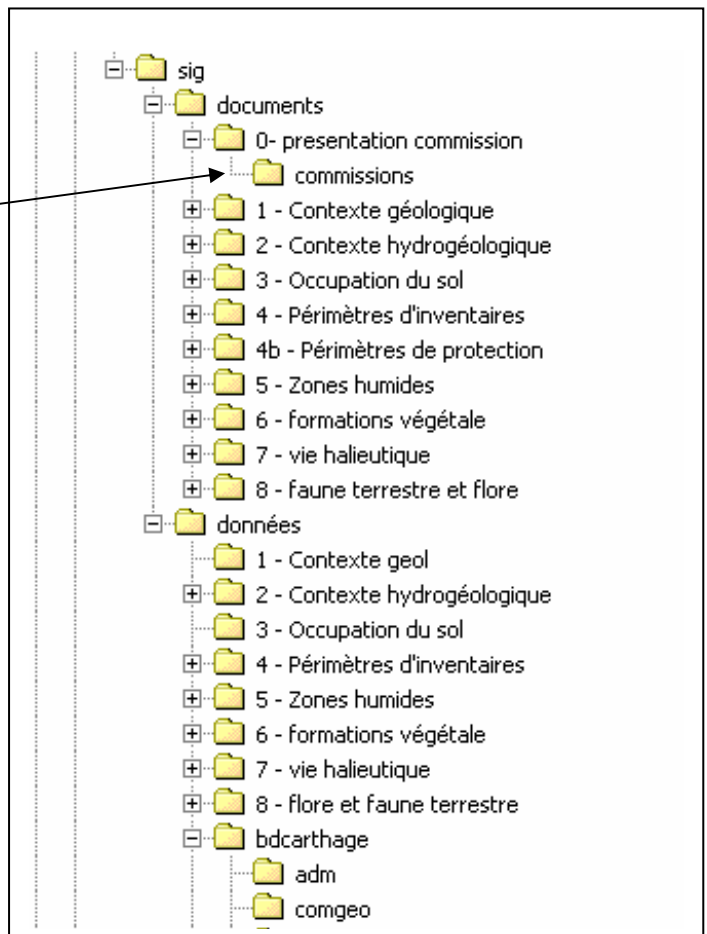 sig
documents
0- presentation commission
commissions
1 - Contexte géologique
2 - Contexte hydrogéologique
3 - Occupation du sol
4 - Périmètres d'inventaires
4b - Périmètres de protection
5 - Zones humides
6 - formations végétale
7 - vie halieutique
8 - faune terrestre et flore
données
1 - Contexte geol
2 - Contexte hydrogéologique
3 - Occupation du sol
4 - Périmètres d'inventaires
5 - Zones humides
6 - formations végétale
7 - vie halieutique
8 - flore et faune terrestre
bdcarthage
adm
comgeo